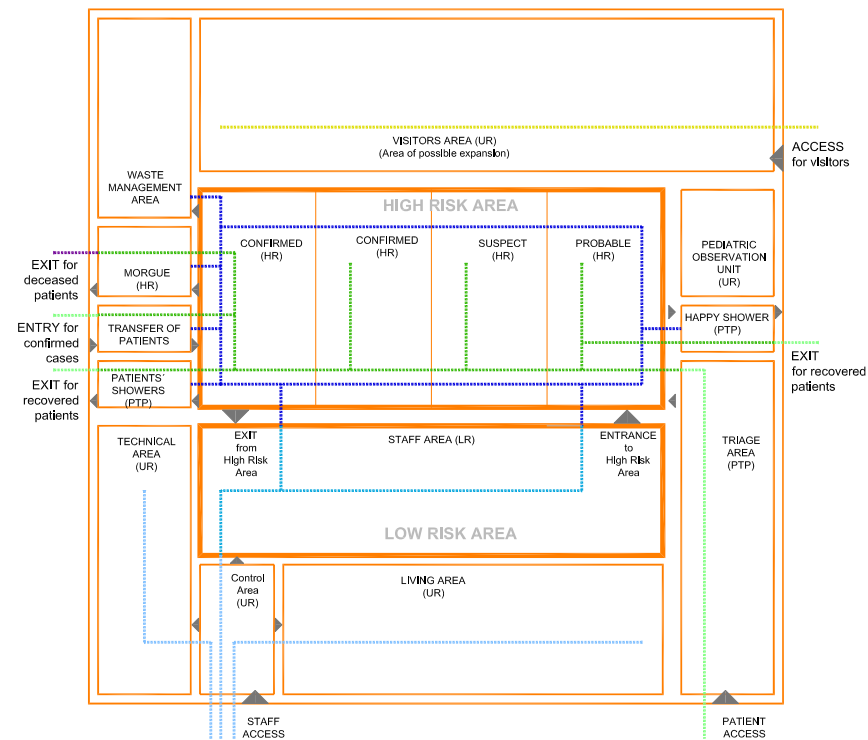 VISITORS AREA (UR)
(Area of possible expansion)
ACCESS
for visitors
WASTE
MANAGEMENT
AREA
HIGH RISK AREA
CONFIRMED
(HR)
CONFIRMED
(HR)
SUSPECT
(HR)
PROBABLE
(HR)
PEDIATRIC
OBSERVATION
UNIT
(UR)
EXIT for
deceased
patients
MORGUE
(HR)
ENTRY for
confirmed
cases
TRANSFER OF
PATIENTS
HAPPY SHOWER
(PTP)
EXIT
for recovered
patients
EXIT for
recovered
patients
PATIENTS´
SHOWERS
(PTP)
TECHNICAL
AREA
(UR)
EXIT
from
High Risk
Area
STAFF AREA (LR)
ENTRANCE
to
High Risk
Area
TRIAGE
AREA
(PTP)
LOW RISK AREA
Control
Area
(UR)
LIVING AREA
(UR)
STAFF
ACCESS
PATIENT
ACCESS